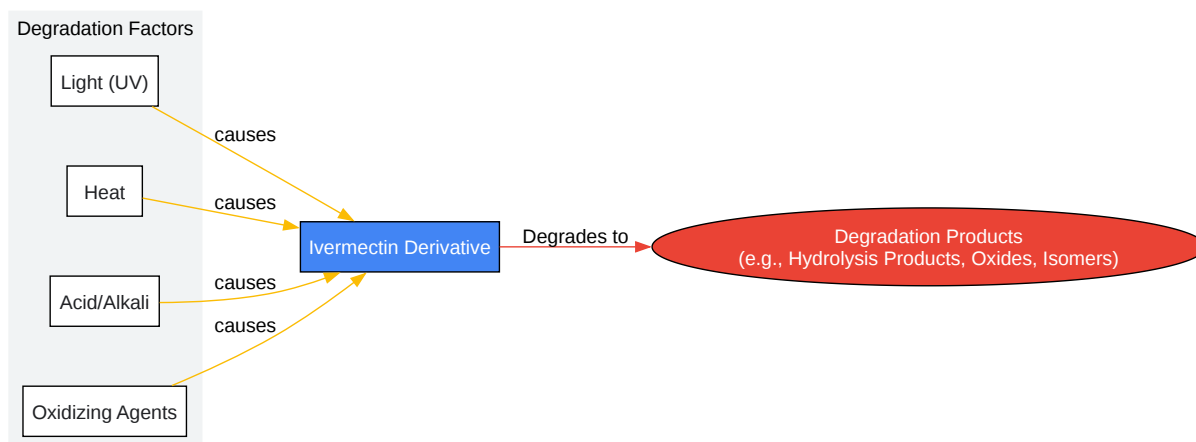 Degradation Factors
Light (UV)
causes
Heat
causes
Ivermectin Derivative
Degrades to
Degradation Products
(e.g., Hydrolysis Products, Oxides, Isomers)
Acid/Alkali
causes
causes
Oxidizing Agents